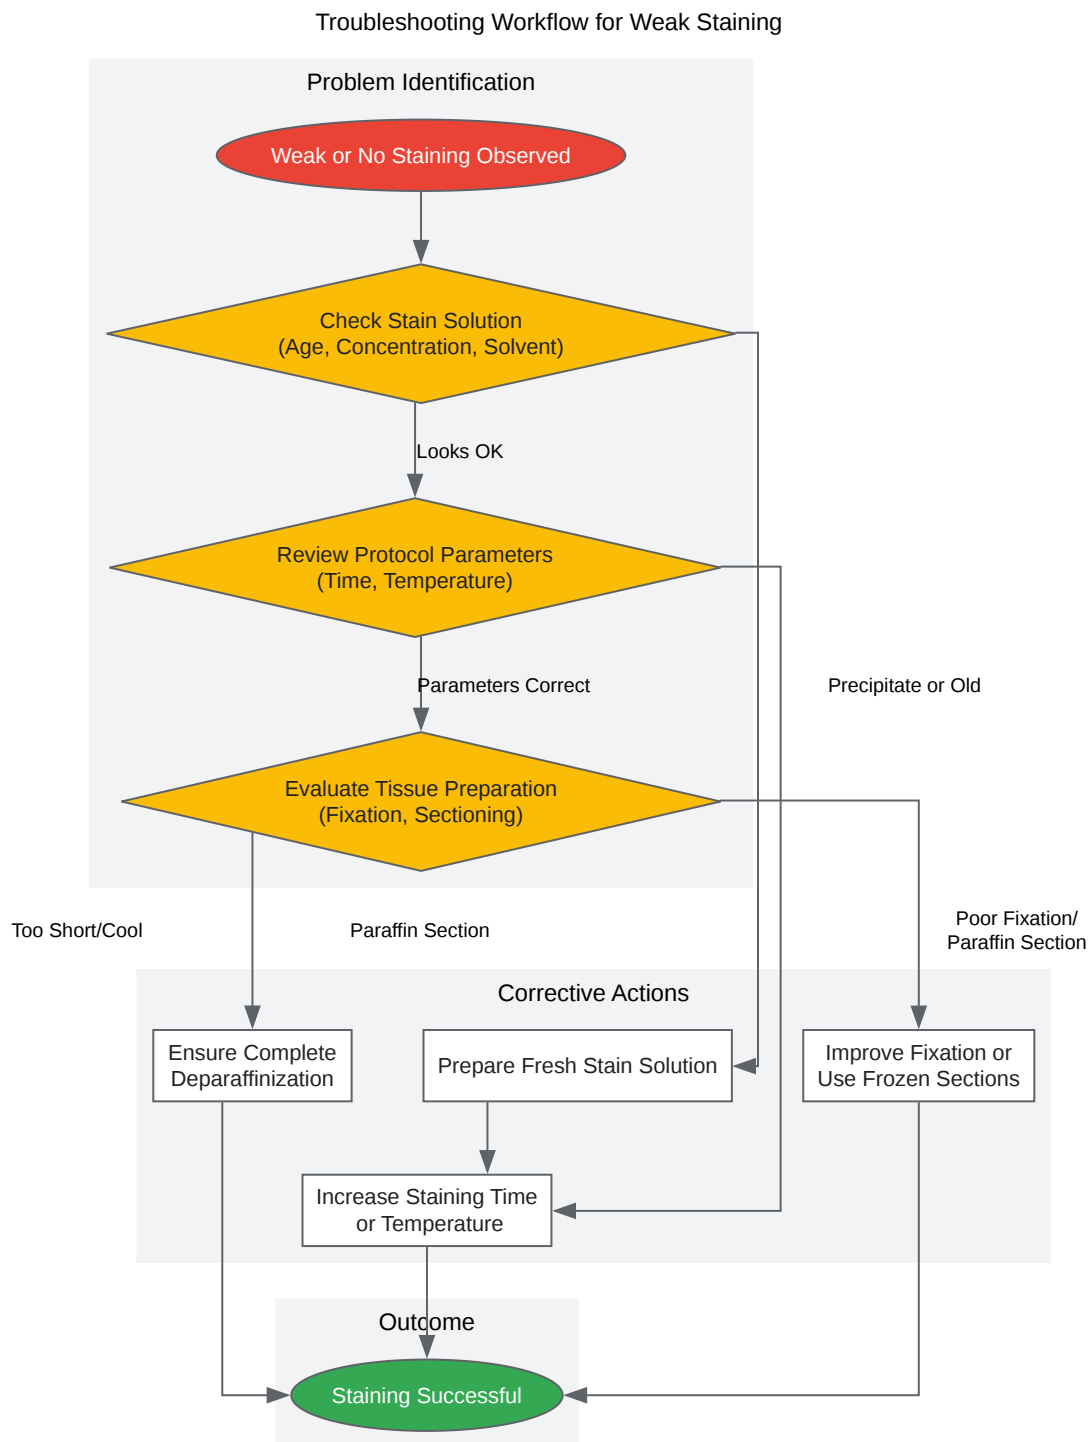 Troubleshooting Workflow for Weak Staining
Problem Identification
Weak or No Staining Observed
Check Stain Solution
(Age, Concentration, Solvent)
Looks OK
Review Protocol Parameters
(Time, Temperature)
Parameters Correct
Precipitate or Old
Evaluate Tissue Preparation
(Fixation, Sectioning)
Too Short/Cool
Paraffin Section
Poor Fixation/
Paraffin Section
Corrective Actions
Ensure Complete
Deparaffinization
Prepare Fresh Stain Solution
Improve Fixation or
Use Frozen Sections
Increase Staining Time
or Temperature
Outcome
Staining Successful